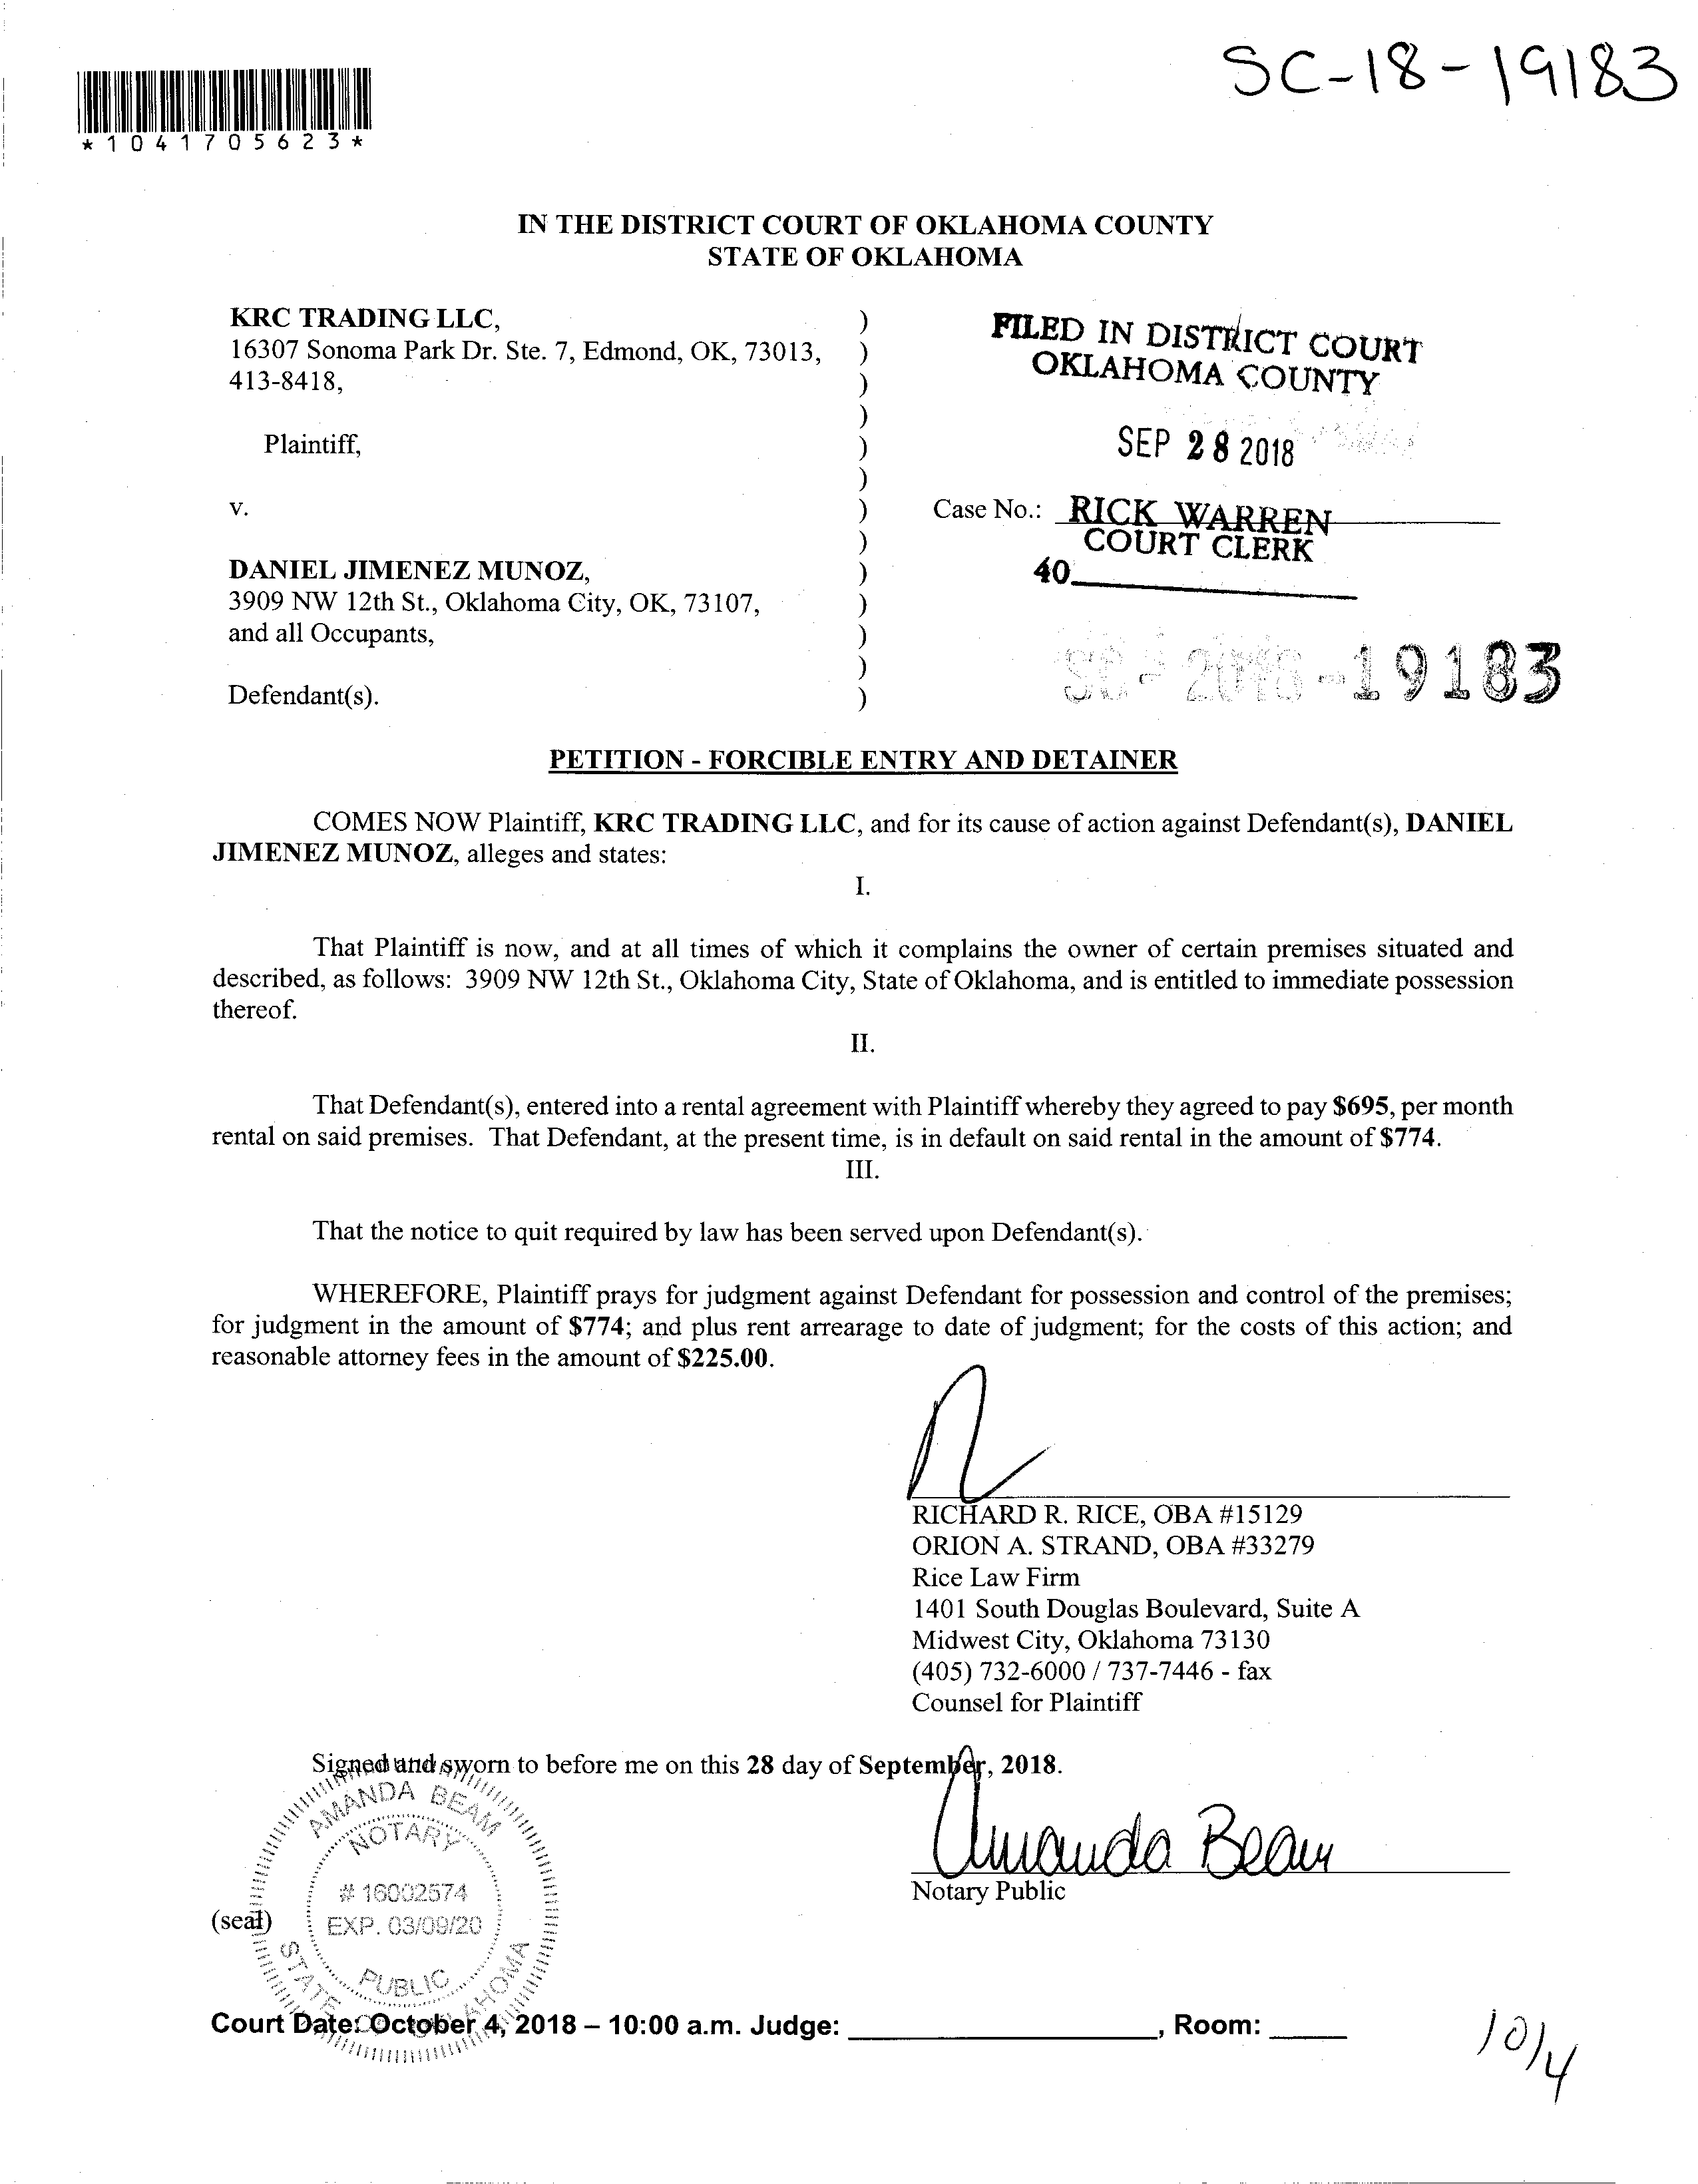 SC-18-19183
*1041705623*
IN THE DISTRICT COURT OF OKLAHOMA COUNTY
STATE OF OKLAHOMA
KRC TRADING LLC, )
16307 Sonoma Park Dr. Ste. 7, Edmond, OK, 73013, )
413-8418, )
)
Plaintiff, )
)
v. )
)
DANIEL JIMENEZ MUNOZ, )
3909 NW 12th St., Oklahoma City, OK, 73107, )
and all Occupants, )
)
Defendant(s). )
FILED IN DISTRICT COURT
OKLAHOMA COUNTY
SEP 28 2018
Case No.: RICK WARREN
COURT CLERK
40
SC-2018-19183
PETITION - FORCIBLE ENTRY AND DETAINER
COMES NOW Plaintiff, KRC TRADING LLC, and for its cause of action against Defendant(s), DANIEL
JIMENEZ MUNOZ, alleges and states:
I.
That Plaintiff is now, and at all times of which it complains the owner of certain premises situated and
described, as follows: 3909 NW 12th St., Oklahoma City, State of Oklahoma, and is entitled to immediate possession
thereof.
II.
That Defendant(s), entered into a rental agreement with Plaintiff whereby they agreed to pay $695, per month
rental on said premises. That Defendant, at the present time, is in default on said rental in the amount of $774.
III.
That the notice to quit required by law has been served upon Defendant(s).
WHEREFORE, Plaintiff prays for judgment against Defendant for possession and control of the premises;
for judgment in the amount of $774; and plus rent arrearage to date of judgment; for the costs of this action; and
reasonable attorney fees in the amount of $225.00.
RICHARD R. RICE, OBA #15129
ORION A. STRAND, OBA #33279
Rice Law Firm
1401 South Douglas Boulevard, Suite A
Midwest City, Oklahoma 73130
(405) 732-6000 / 737-7446 - fax
Counsel for Plaintiff
Signed and sworn to before me on this 28 day of September, 2018.
AMANDA BEAM
NOTARY
# 16002574
EXP. 03/09/20
PUBLIC
STATE OF OKLAHOMA
Amanda Beam
Notary Public
(seal)
Court Date: October 4, 2018 – 10:00 a.m. Judge: ______________, Room: _____
10/4